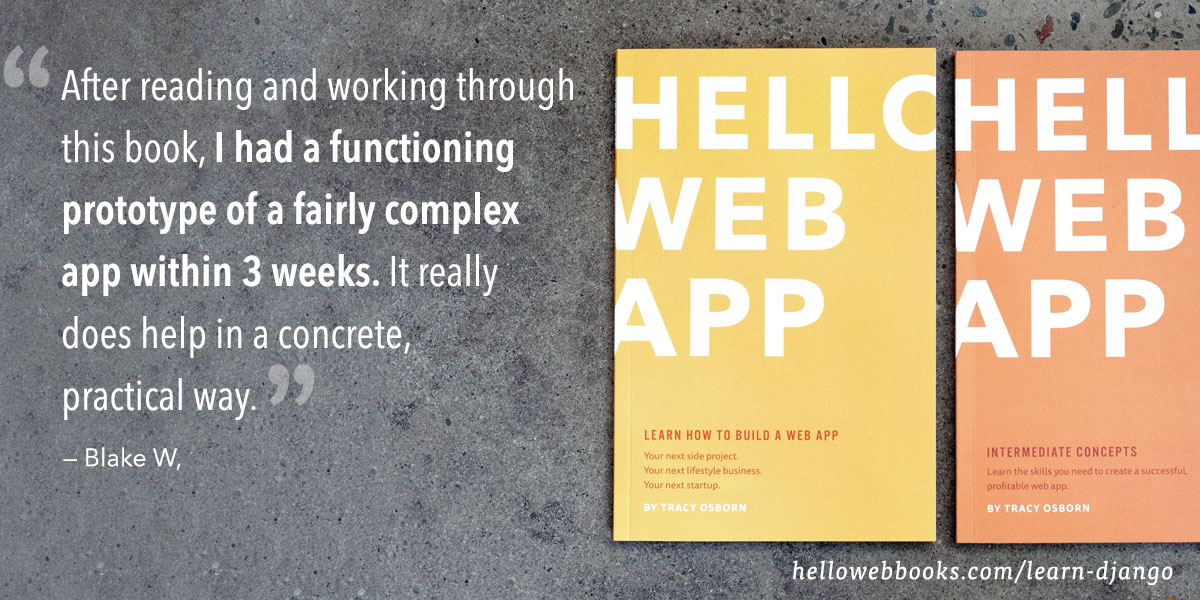 “After reading and working through
this book, I had a functioning
prototype of a fairly complex
app within 3 weeks. It really
does help in a concrete,
practical way.”
– Blake W,
HELLO
WEB
APP
LEARN HOW TO BUILD A WEB APP
Your next side project.
Your next lifestyle business.
Your next startup.
BY TRACY OSBORN
HELL
WEB
APP
INTERMEDIATE CONCEPTS
Learn the skills you need to create a successful,
profitable web app.
BY TRACY OSBORN
hellowebbooks.com/learn-django